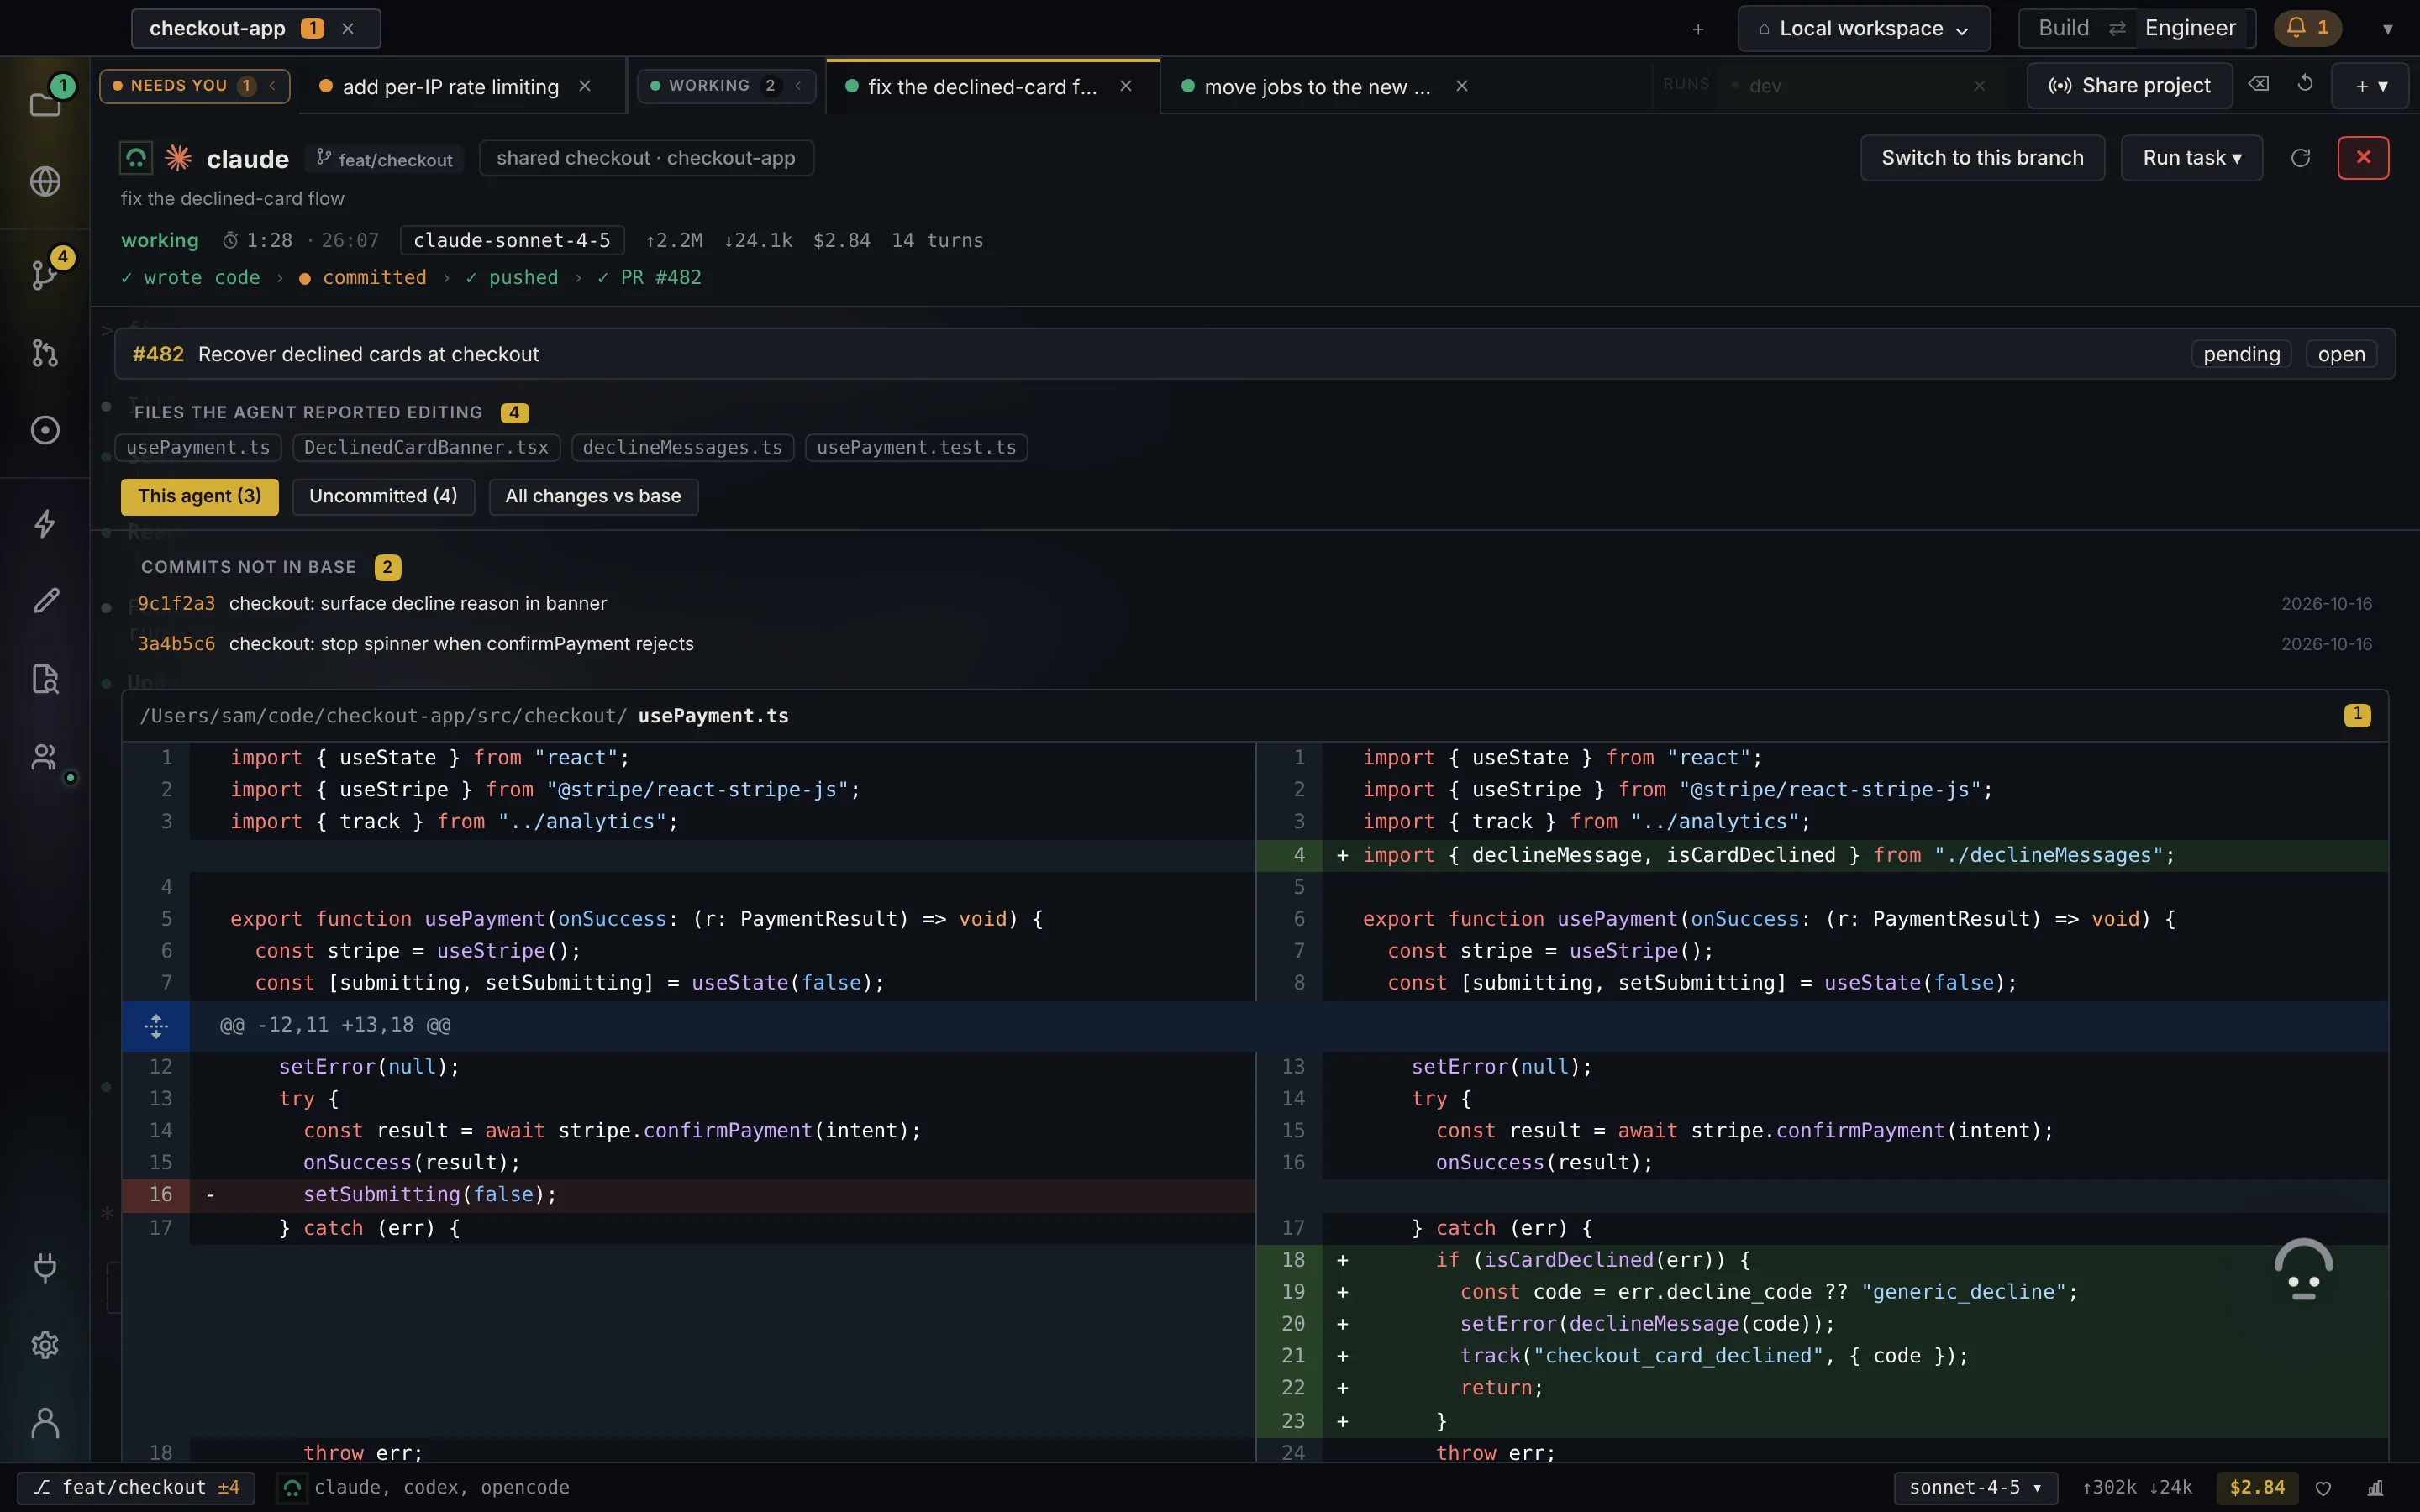 checkout-app 1 ×
+ Local workspace Build ⇄ Engineer 1 ▾
1
NEEDS YOU 1 ‹ add per-IP rate limiting × WORKING 2 ‹ fix the declined-card f... × move jobs to the new ... × RUNS dev × Share project + ▾
claude feat/checkout shared checkout · checkout-app Switch to this branch Run task ▾ ×
fix the declined-card flow
working 1:28 · 26:07 claude-sonnet-4-5 ↑2.2M ↓24.1k $2.84 14 turns
4
✓ wrote code › ● committed › ✓ pushed › ✓ PR #482
#482 Recover declined cards at checkout pending open
FILES THE AGENT REPORTED EDITING 4
usePayment.ts DeclinedCardBanner.tsx declineMessages.ts usePayment.test.ts
This agent (3) Uncommitted (4) All changes vs base
COMMITS NOT IN BASE 2
9c1f2a3 checkout: surface decline reason in banner 2026-10-16
3a4b5c6 checkout: stop spinner when confirmPayment rejects 2026-10-16
/Users/sam/code/checkout-app/src/checkout/ usePayment.ts 1
1 import { useState } from "react"; 1 import { useState } from "react";
2 import { useStripe } from "@stripe/react-stripe-js"; 2 import { useStripe } from "@stripe/react-stripe-js";
3 import { track } from "../analytics"; 3 import { track } from "../analytics";
4 + import { declineMessage, isCardDeclined } from "./declineMessages";
4 5
5 export function usePayment(onSuccess: (r: PaymentResult) => void) { 6 export function usePayment(onSuccess: (r: PaymentResult) => void) {
6 const stripe = useStripe(); 7 const stripe = useStripe();
7 const [submitting, setSubmitting] = useState(false); 8 const [submitting, setSubmitting] = useState(false);
@@ -12,11 +13,18 @@
12 setError(null); 13 setError(null);
13 try { 14 try {
14 const result = await stripe.confirmPayment(intent); 15 const result = await stripe.confirmPayment(intent);
15 onSuccess(result); 16 onSuccess(result);
16 - setSubmitting(false);
17 } catch (err) { 17 } catch (err) {
18 + if (isCardDeclined(err)) {
19 + const code = err.decline_code ?? "generic_decline";
20 + setError(declineMessage(code));
21 + track("checkout_card_declined", { code });
22 + return;
23 + }
18 throw err; 24 throw err;
feat/checkout ±4 claude, codex, opencode sonnet-4-5 ▾ ↑302k ↓24k $2.84